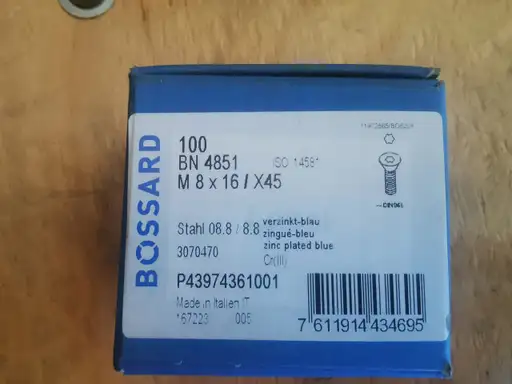 BOSSARD
100
BN 4851 ISO 14581
M 8 x 16 / X45
Stahl 08.8 / 8.8
verzinkt-blau
zingué-bleu
zinc plated blue
Cr(III)
3070470
P43974361001
Made in Italien IT
167223 005
7 611914 434695